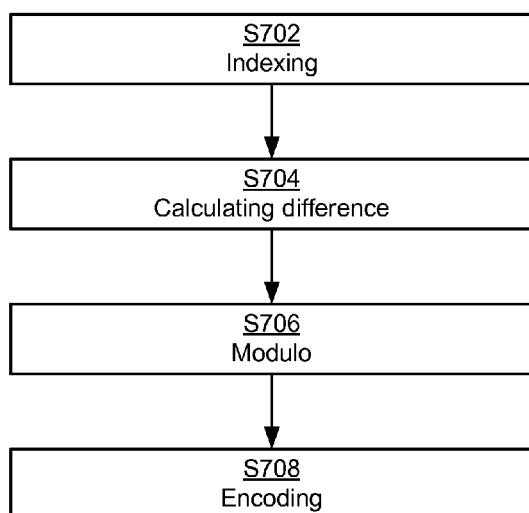 S702
Indexing
S704
Calculating difference
S706
Modulo
S708
Encoding